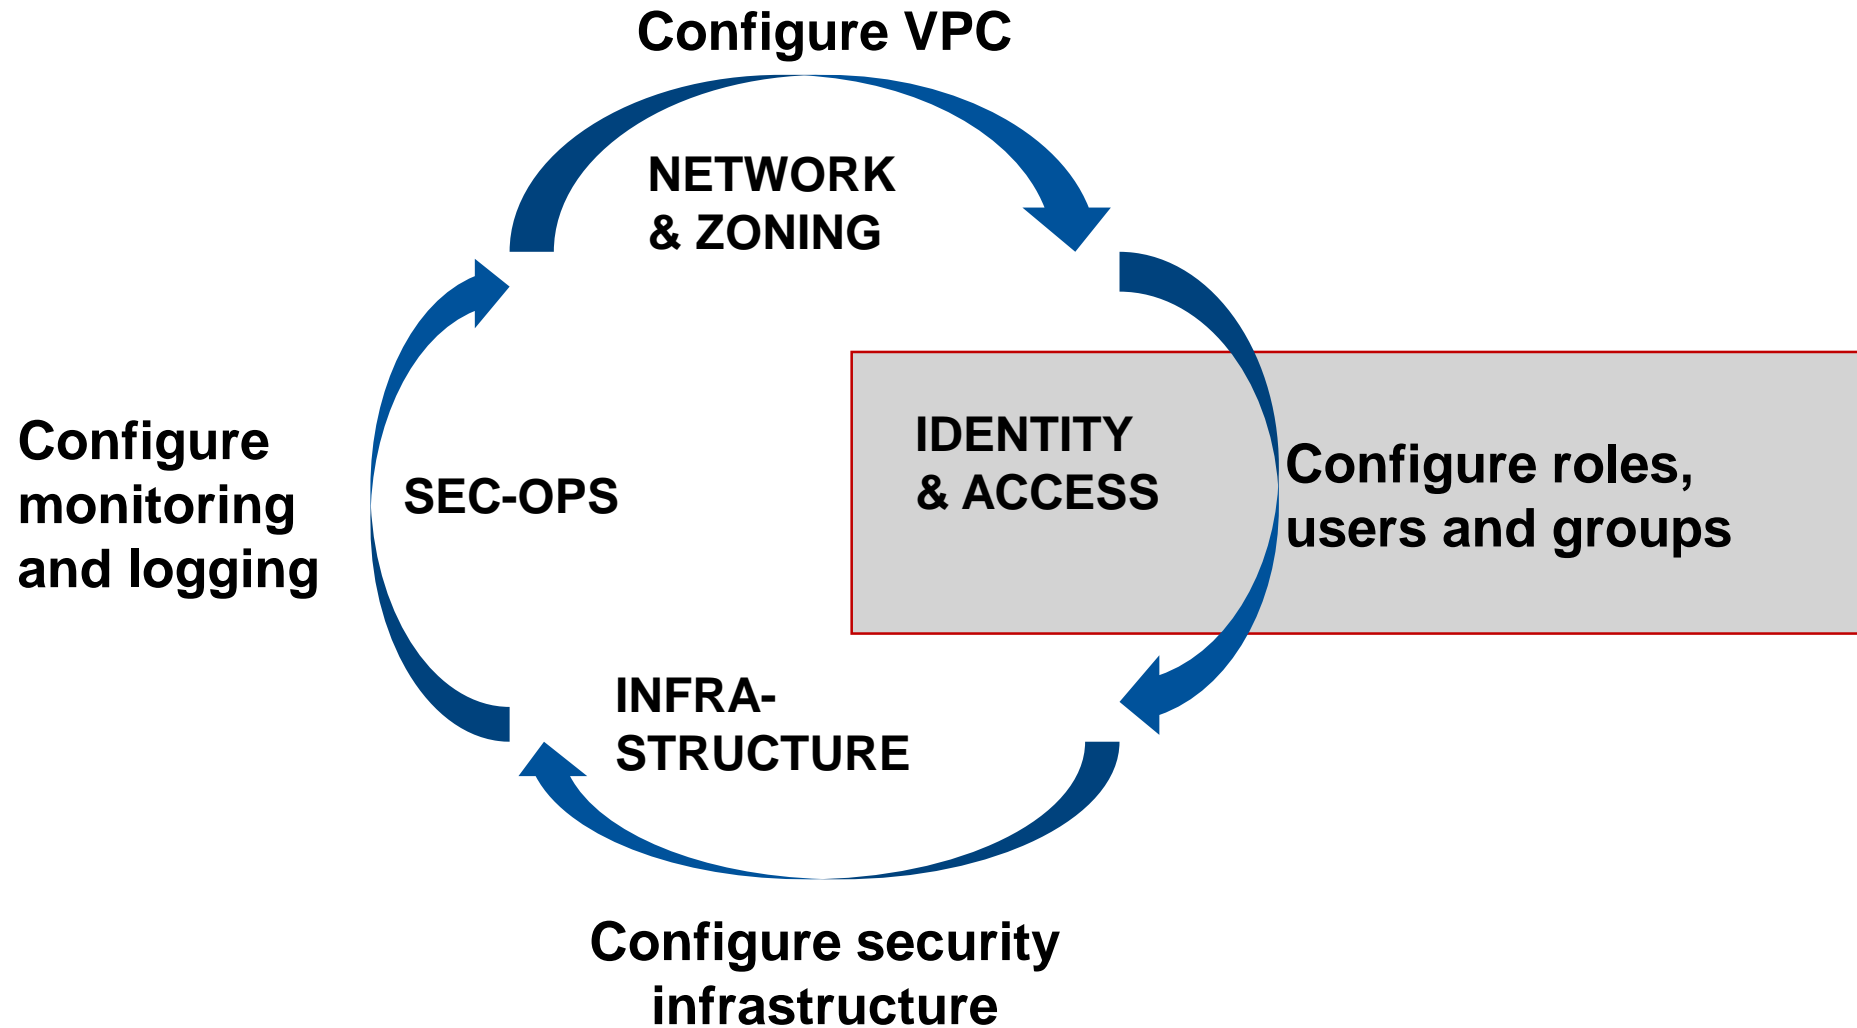 Configure VPC
NETWORK
& ZONING
IDENTITY
& ACCESS
Configure roles,
users and groups
Configure
monitoring
and logging
SEC-OPS
INFRA-
STRUCTURE
Configure security
infrastructure